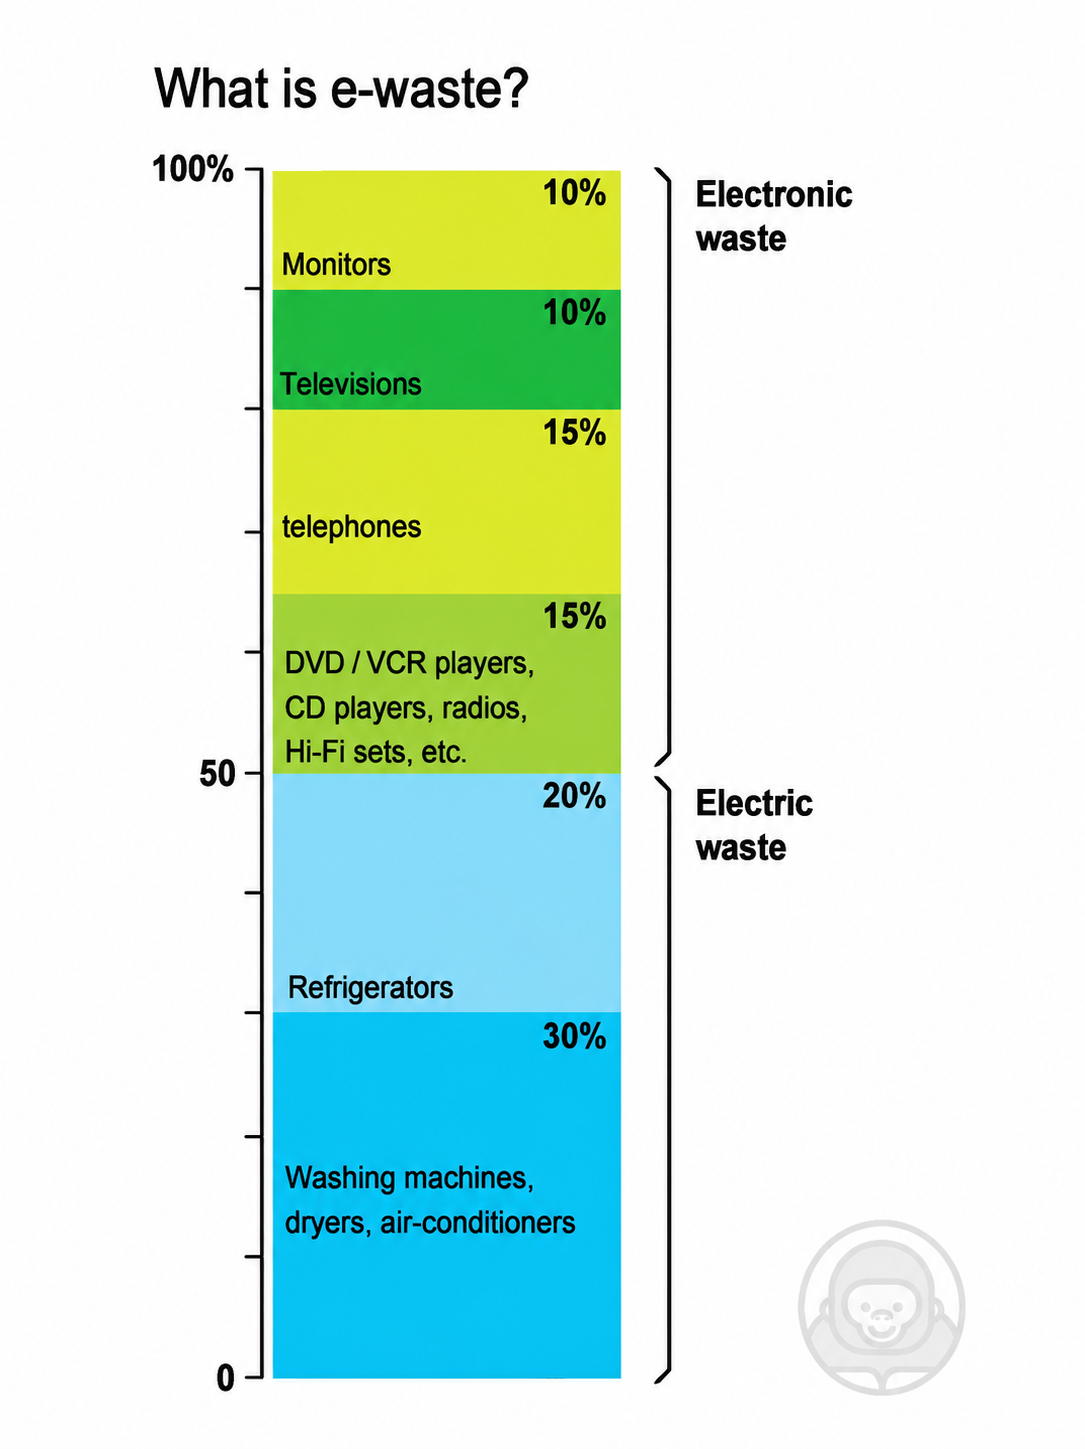 What is e-waste?
100%
10%
Electronic
waste
Monitors
10%
Televisions
15%
telephones
15%
DVD / VCR players,
CD players, radios,
Hi-Fi sets, etc.
50
20%
Electric
waste
Refrigerators
30%
Washing machines,
dryers, air-conditioners
0